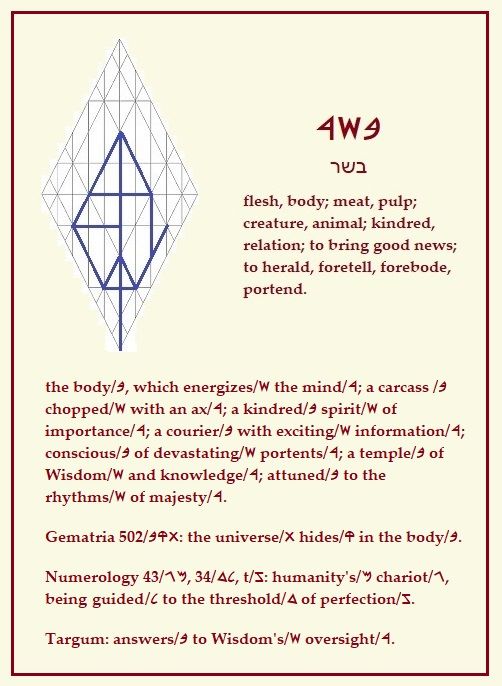 𐤁𐤔𐤓
בשר
flesh, body; meat, pulp;
creature, animal; kindred,
relation; to bring good news;
to herald, foretell, forebode,
portend.
the body/𐤁, which energizes/𐤔 the mind/𐤓; a carcass /𐤁
chopped/𐤔 with an ax/𐤓; a kindred/𐤁 spirit/𐤔 of
importance/𐤓; a courier/𐤁 with exciting/𐤔 information/𐤓;
conscious/𐤁 of devastating/𐤔 portents/𐤓; a temple/𐤁 of
Wisdom/𐤔 and knowledge/𐤓; attuned/𐤁 to the
rhythms/𐤔 of majesty/𐤓.
Gematria 502/𐤕𐤒𐤁: the universe/𐤕 hides/𐤒 in the body/𐤁.
Numerology 43/𐤌𐤂, 34/𐤋𐤃, t/𐤆: humanity's/𐤌 chariot/𐤂,
being guided/𐤋 to the threshold/𐤃 of perfection/𐤆.
Targum: answers/𐤁 to Wisdom's/𐤔 oversight/𐤓.